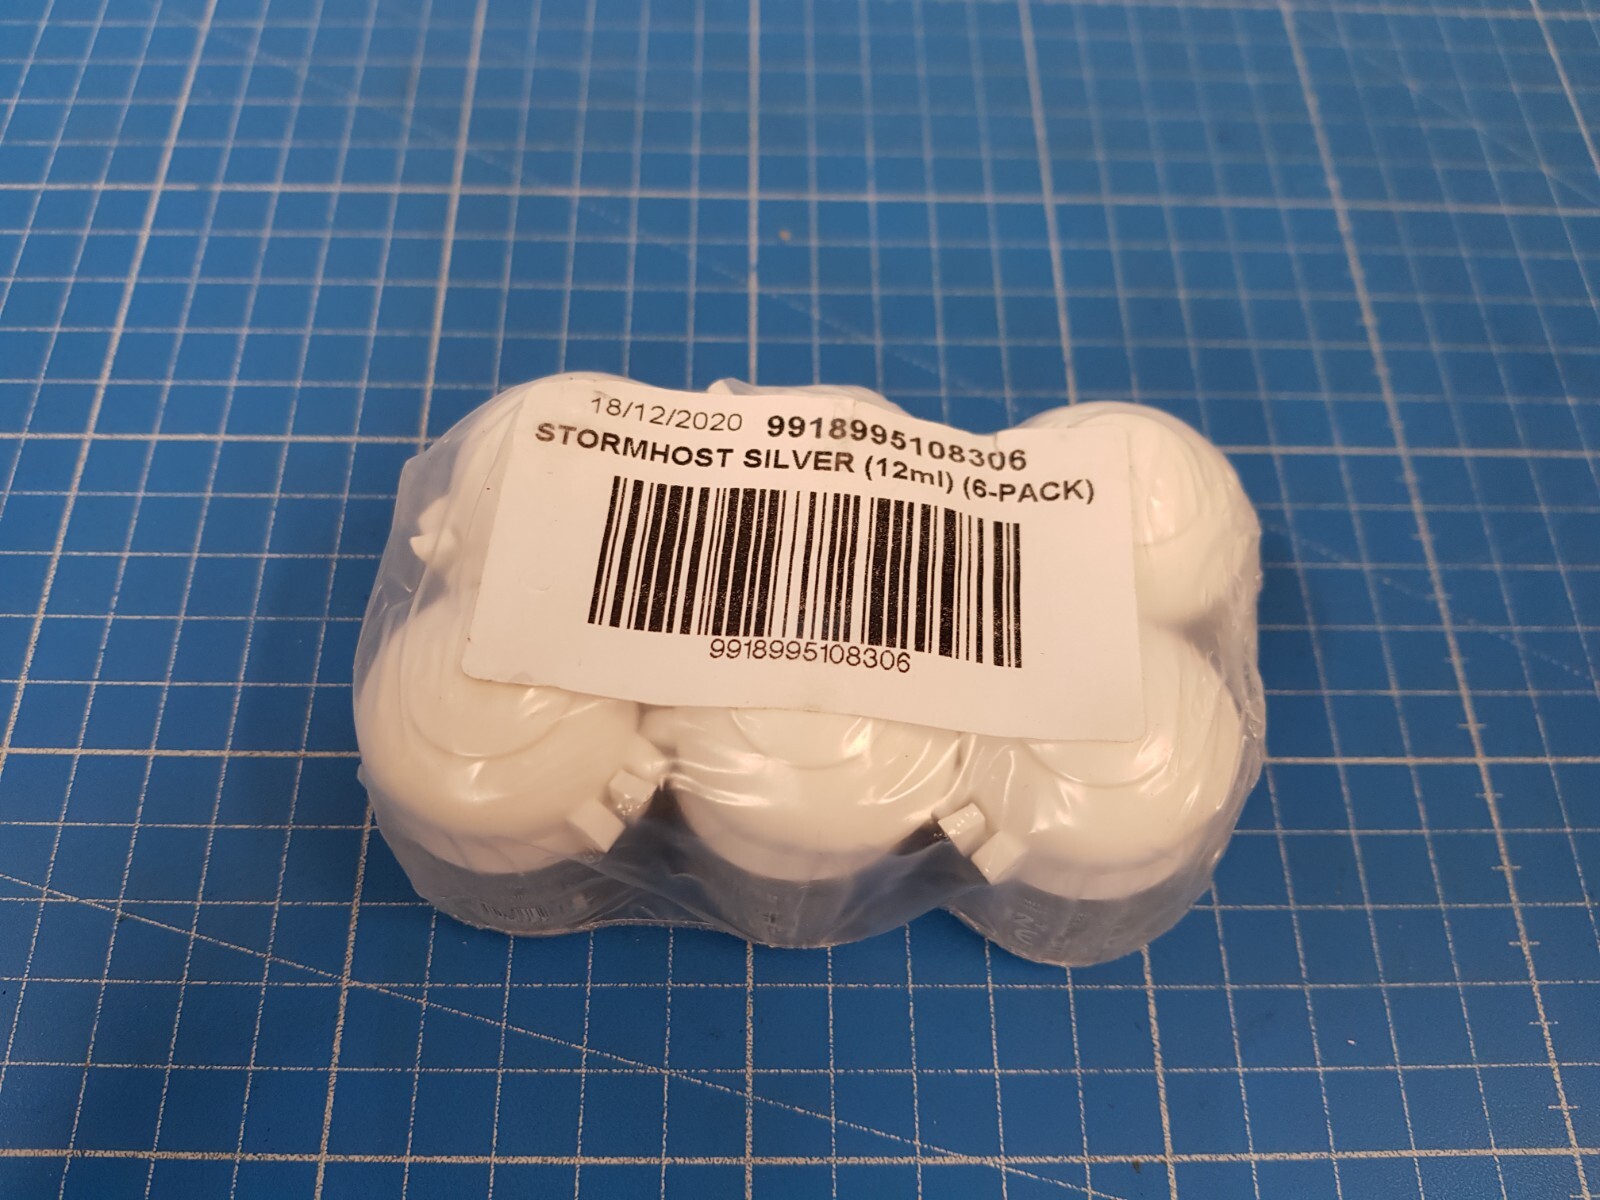 18/12/2020 9918995108306
STORMHOST SILVER (12ml) (6-PACK)
9918995108306